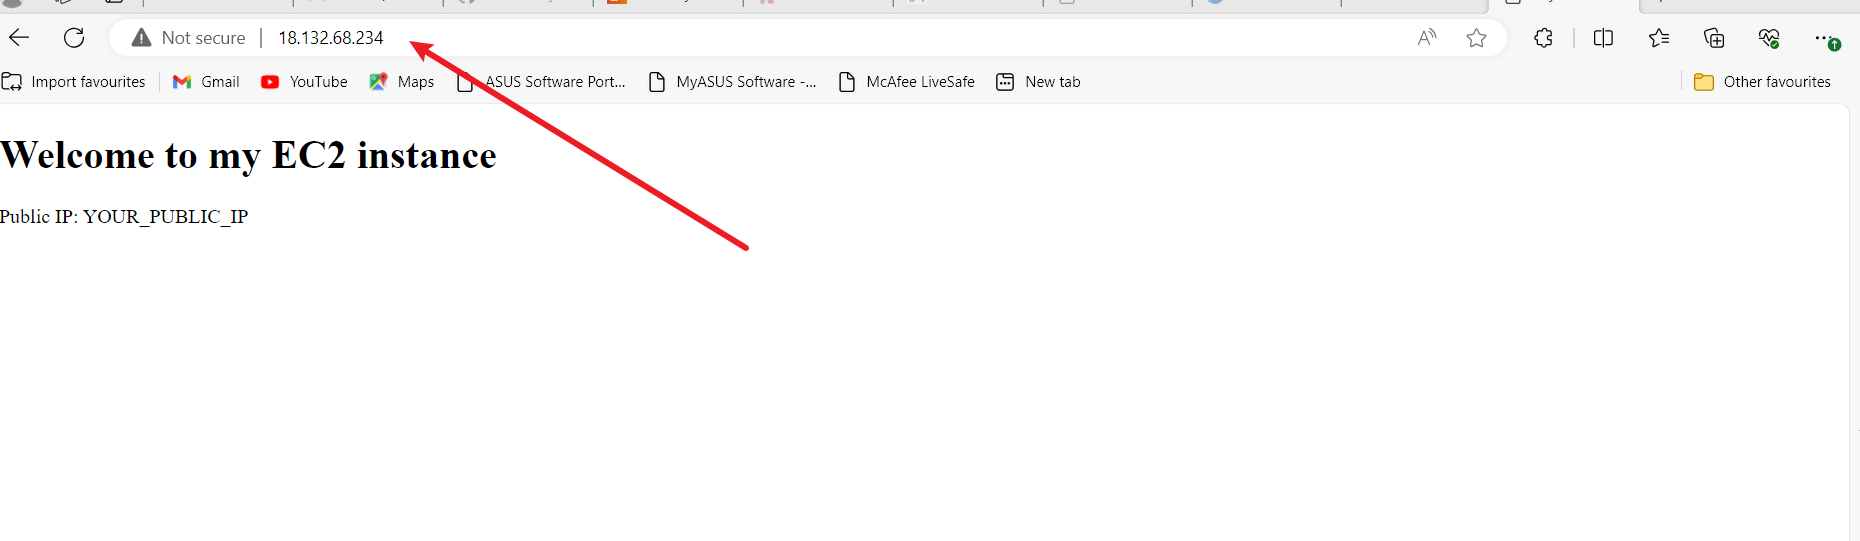 Not secure | 18.132.68.234
Import favourites Gmail YouTube Maps ASUS Software Port... MyASUS Software -... McAfee LiveSafe New tab Other favourites
Welcome to my EC2 instance
Public IP: YOUR_PUBLIC_IP